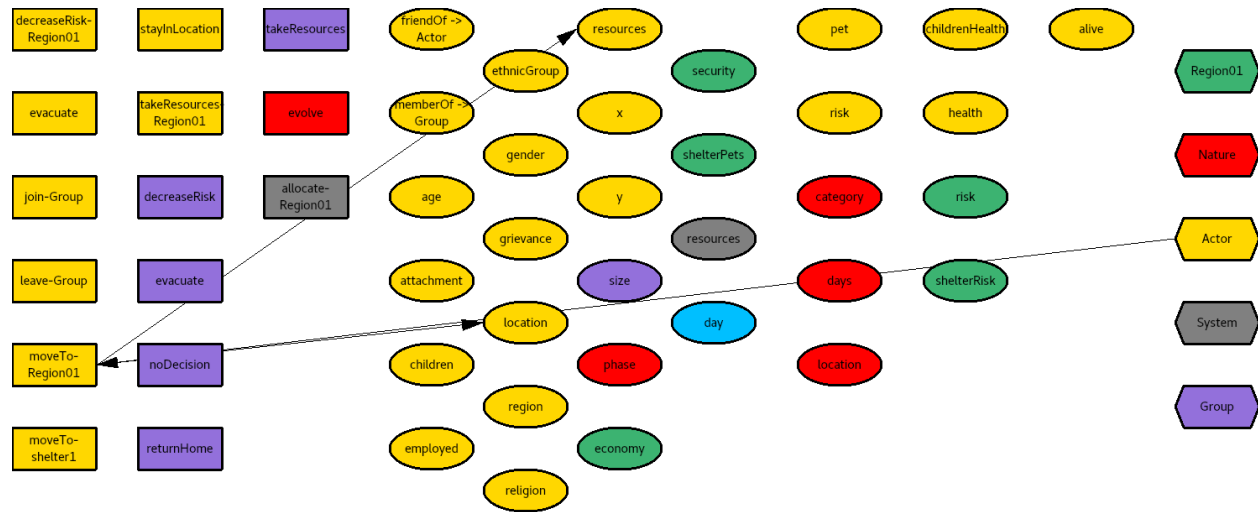 decreaseRisk-
Region01
stayInLocation
takeResources
friendOf ->
Actor
resources
pet
childrenHealth
alive
ethnicGroup
security
Region01
evacuate
takeResources-
Region01
evolve
memberOf ->
Group
x
risk
health
gender
shelterPets
Nature
join-Group
decreaseRisk
allocate-
Region01
age
y
category
risk
grievance
resources
Actor
leave-Group
evacuate
attachment
size
days
shelterRisk
location
day
System
moveTo-
Region01
noDecision
children
phase
location
region
Group
moveTo-
shelter1
returnHome
employed
economy
religion